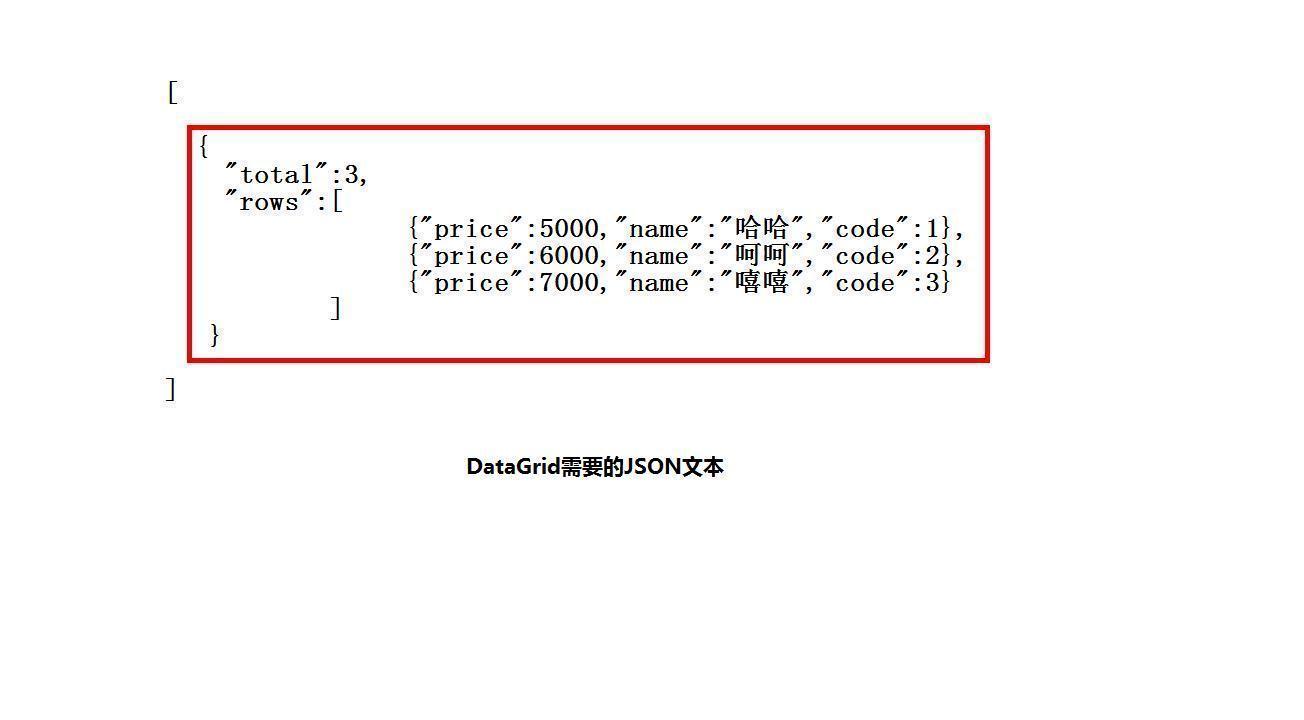 [
{
"total":3,
"rows":[
{"price":5000,"name":"哈哈","code":1},
{"price":6000,"name":"呵呵","code":2},
{"price":7000,"name":"嘻嘻","code":3}
]
}
]
DataGrid需要的JSON文本